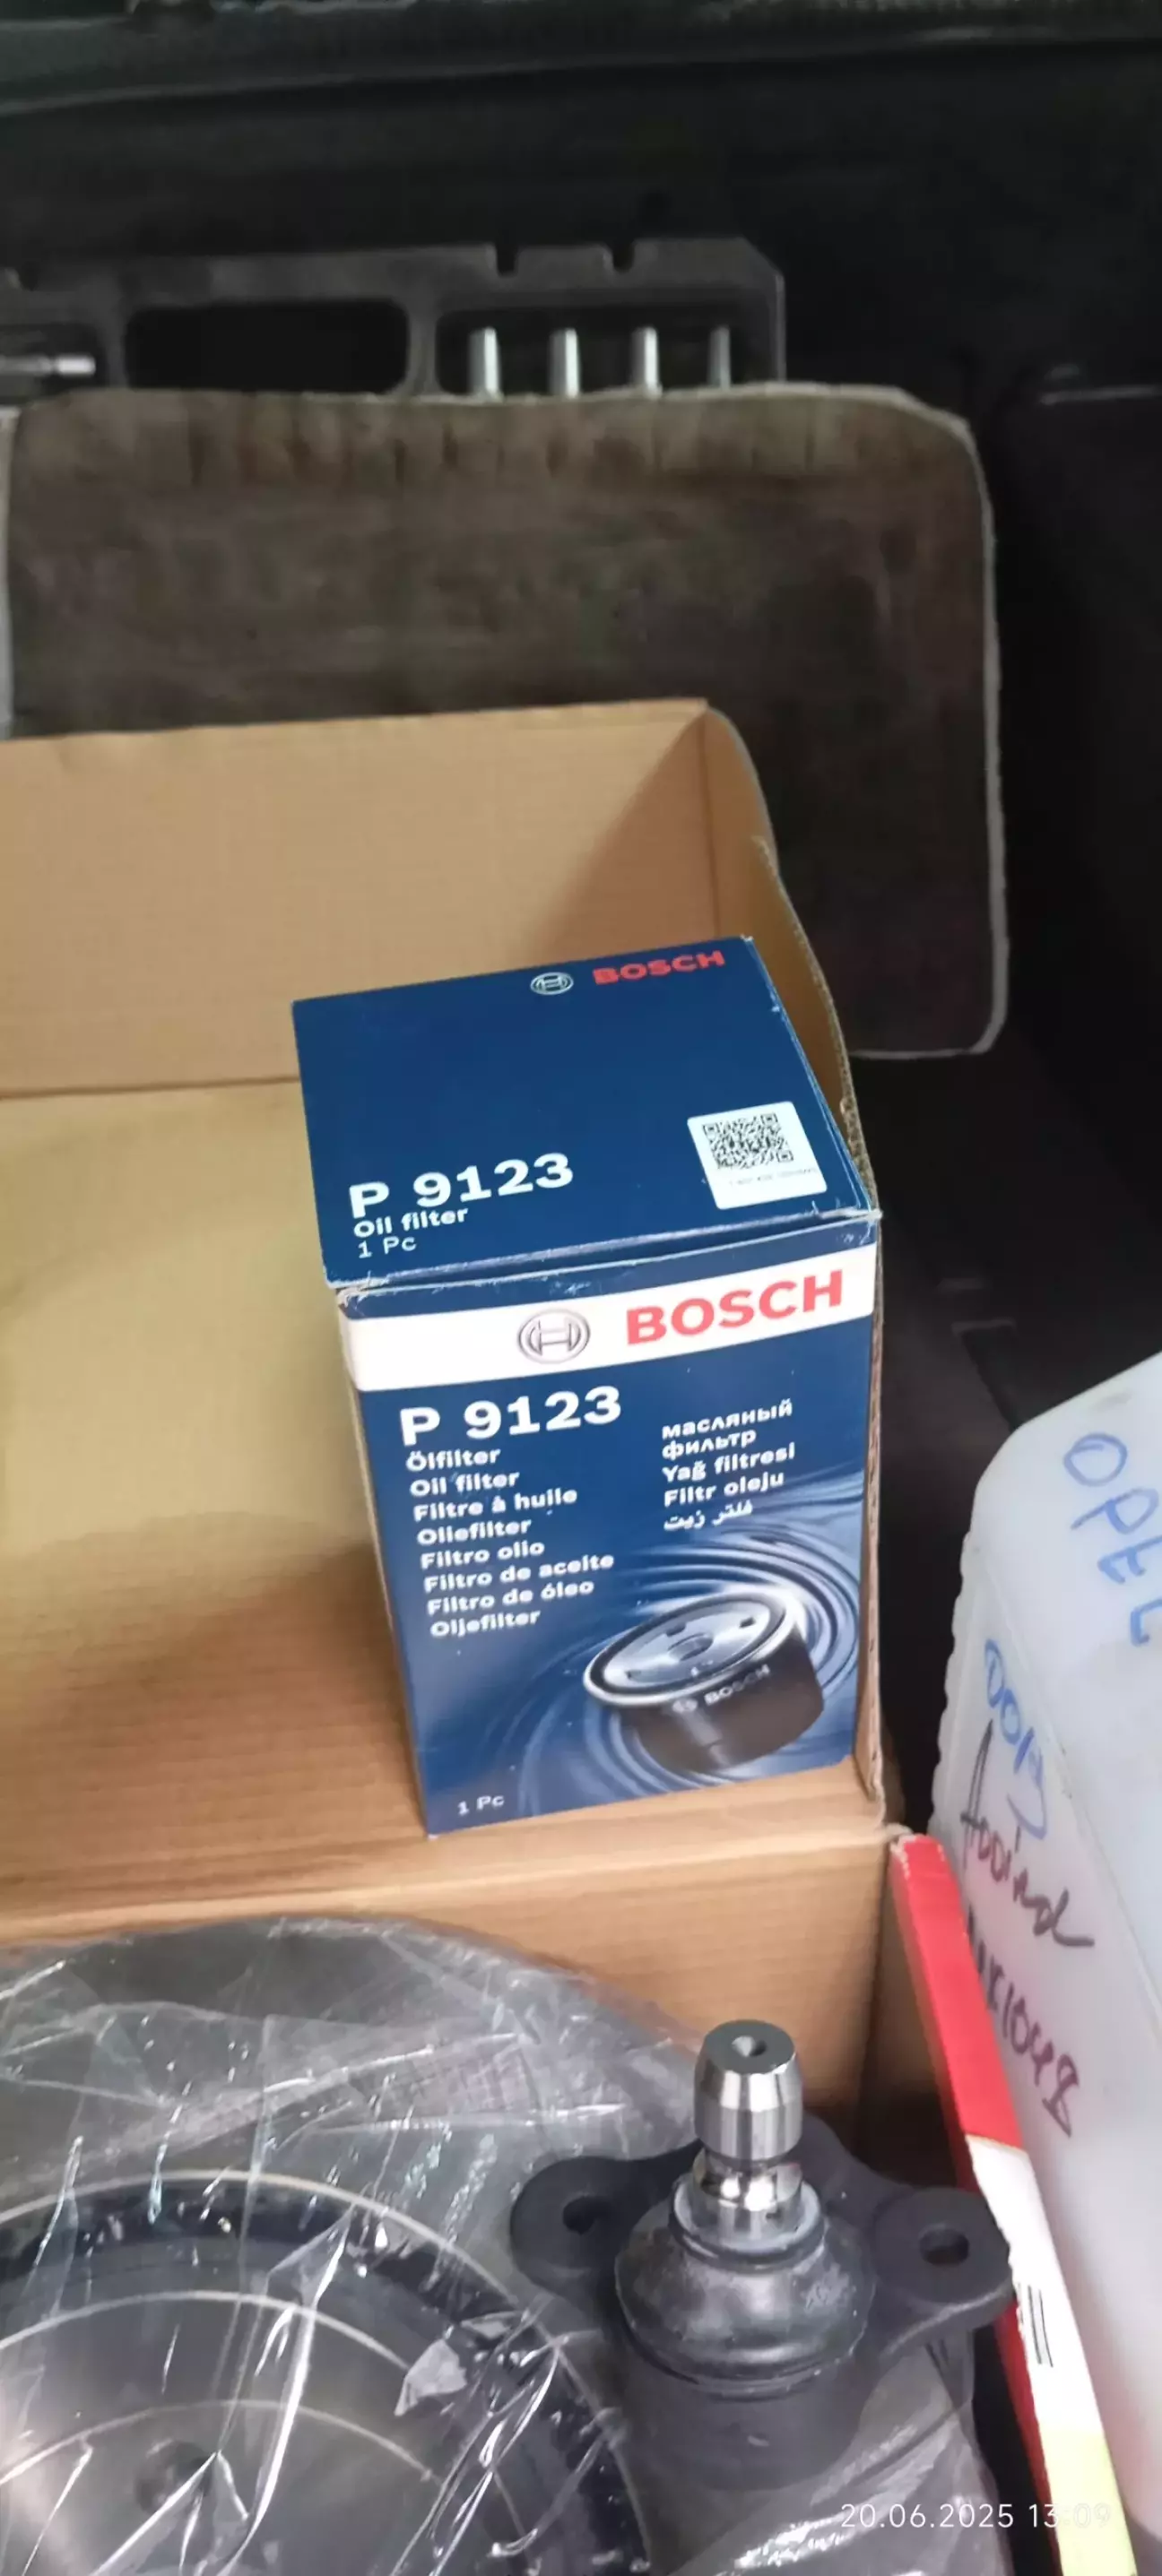 BOSCH
P 9123
Oil filter
1 Pc
BOSCH
P 9123
Ölfilter
Oil filter
Filtre à huile
Oliefilter
Filtro olio
Filtro de aceite
Filtro de óleo
Oljefilter
масляный
фильтр
Yağ filtresi
Filtr oleju
فلتر زيت
BOSCH
1 Pc
OPEL
20.06.2025 13:09